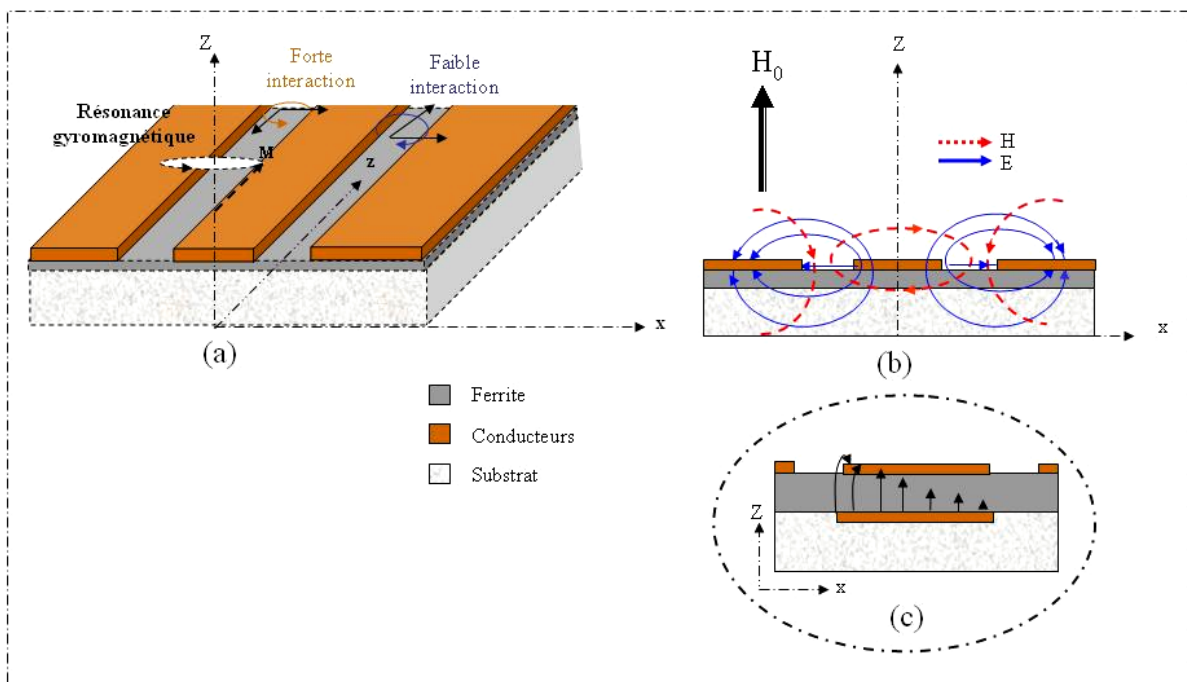 Z
Forte
interaction
Faible
interaction
Résonance
gyromagnétique
M
z
x
(a)
Z
H0
H
E
x
(b)
Ferrite
Conducteurs
Substrat
Z
x
(c)